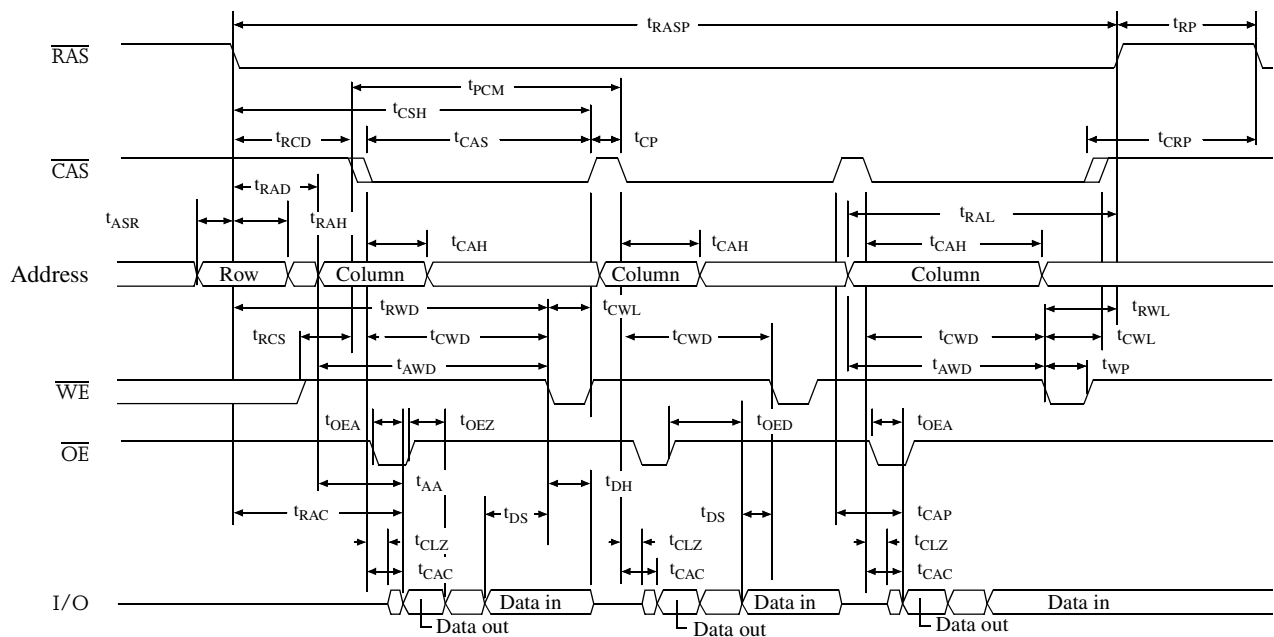 tRASP tRP
RAS
tPCM
tCSH
tRCD tCAS tCP tCRP
CAS
tRAD
tASR tRAH tRAL
tCAH tCAH tCAH
Address Row Column Column Column
tRWD tCWL tRWL
tRCS tCWD tCWD tCWD tCWL
tAWD tAWD tWP
WE
tOEA tOEZ tOED tOEA
OE
tAA tDH
tRAC tDS tDS tCAP
tCLZ tCLZ tCLZ
tCAC tCAC tCAC
I/O Data in Data in Data in
Data out Data out Data out